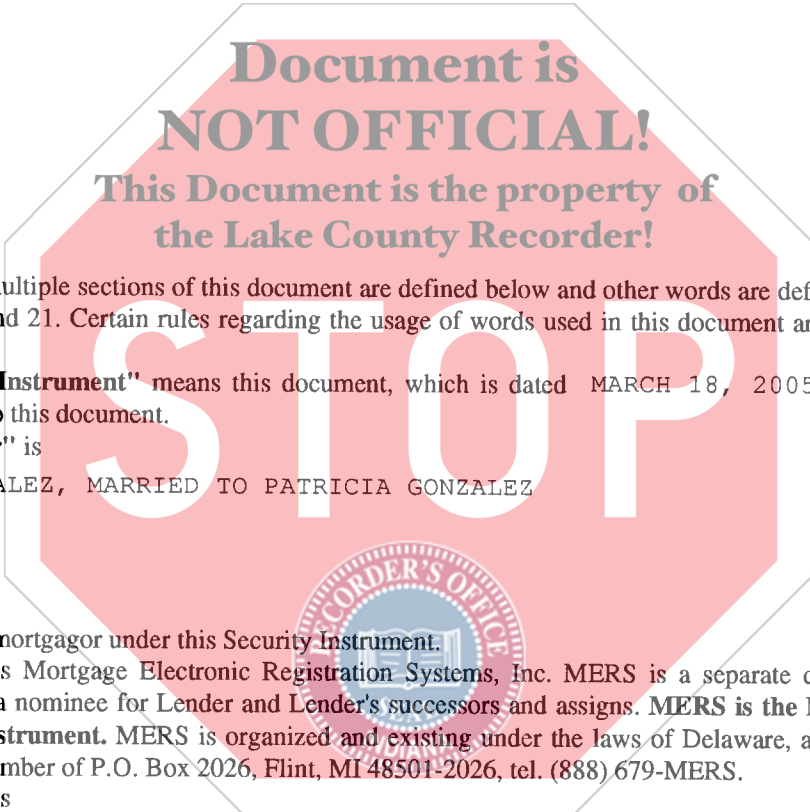 Document is
NOT OFFICIAL!
This Document is the property of
the Lake County Recorder!
ultiple sections of this document are defined below and other words are def
nd 21. Certain rules regarding the usage of words used in this document ar
Instrument" means this document, which is dated MARCH 18, 2005
this document.
" is
ALEZ, MARRIED TO PATRICIA GONZALEZ
STOP
RECORDER'S OFFICE
SEAL
INDIANA
mortgagor under this Security Instrument.
s Mortgage Electronic Registration Systems, Inc. MERS is a separate
a nominee for Lender and Lender's successors and assigns. MERS is the
strument. MERS is organized and existing under the laws of Delaware, a
mber of P.O. Box 2026, Flint, MI 48501-2026, tel. (888) 679-MERS.
s